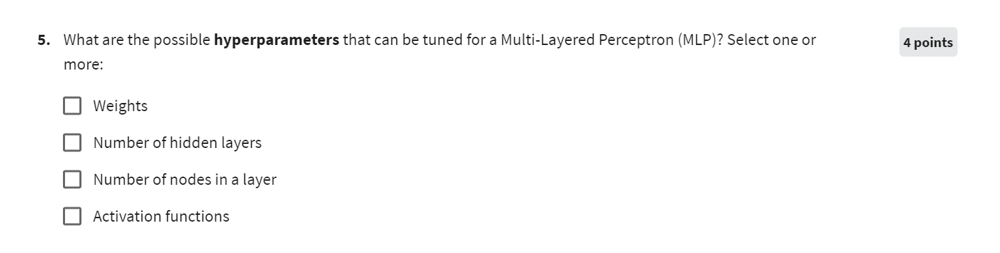 5. What are the possible hyperparameters that can be tuned for a Multi-Layered Perceptron (MLP)? Select one or
more:
4 points
Weights
Number of hidden layers
Number of nodes in a layer
Activation functions